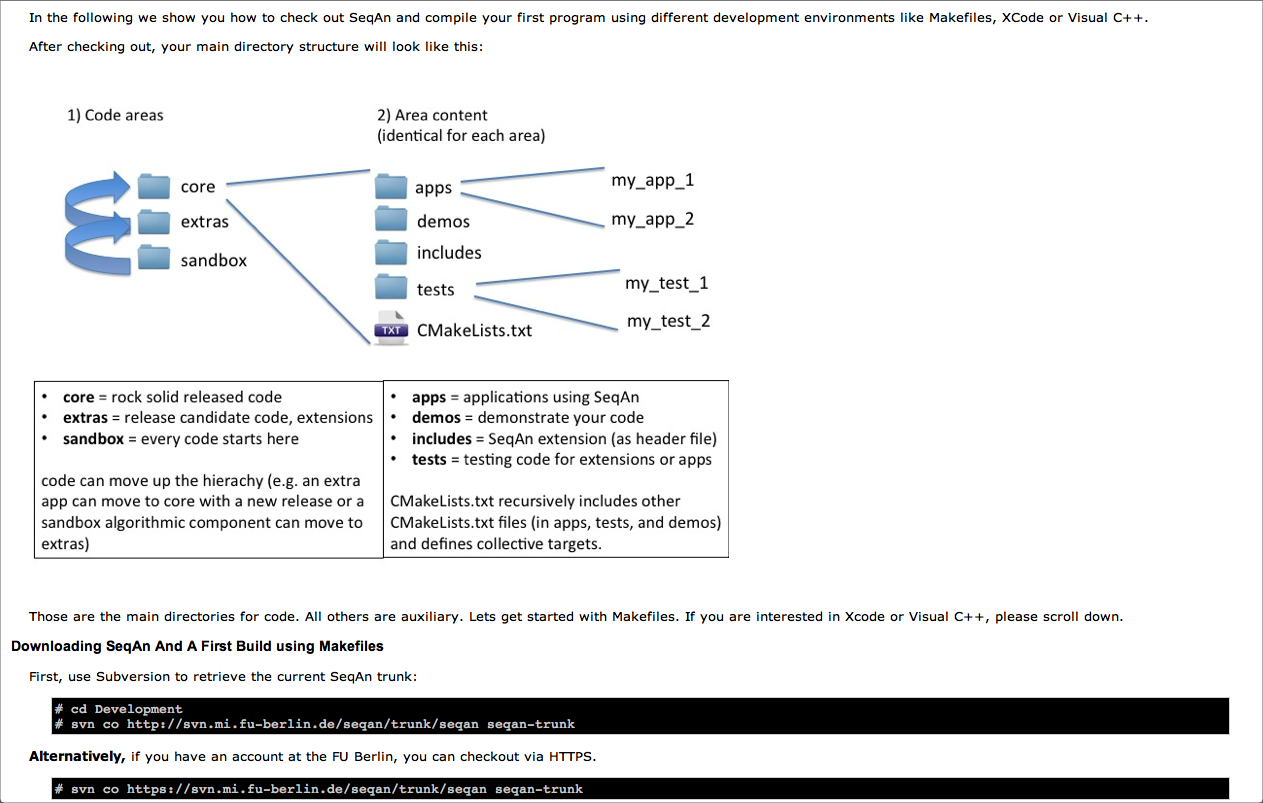 In the following we show you how to check out SeqAn and compile your first program using different development environments like Makefiles, XCode or Visual C++.
After checking out, your main directory structure will look like this:
1) Code areas
2) Area content
(identical for each area)
core
extras
sandbox
apps
demos
includes
tests
TXT
CMakeLists.txt
my_app_1
my_app_2
my_test_1
my_test_2
• core = rock solid released code
• extras = release candidate code, extensions
• sandbox = every code starts here
code can move up the hierachy (e.g. an extra
app can move to core with a new release or a
sandbox algorithmic component can move to
extras)
• apps = applications using SeqAn
• demos = demonstrate your code
• includes = SeqAn extension (as header file)
• tests = testing code for extensions or apps
CMakeLists.txt recursively includes other
CMakeLists.txt files (in apps, tests, and demos)
and defines collective targets.
Those are the main directories for code. All others are auxiliary. Lets get started with Makefiles. If you are interested in Xcode or Visual C++, please scroll down.
Downloading SeqAn And A First Build using Makefiles
First, use Subversion to retrieve the current SeqAn trunk:
# cd Development
# svn co http://svn.mi.fu-berlin.de/seqan/trunk/seqan seqan-trunk
Alternatively, if you have an account at the FU Berlin, you can checkout via HTTPS.
# svn co https://svn.mi.fu-berlin.de/seqan/trunk/seqan seqan-trunk